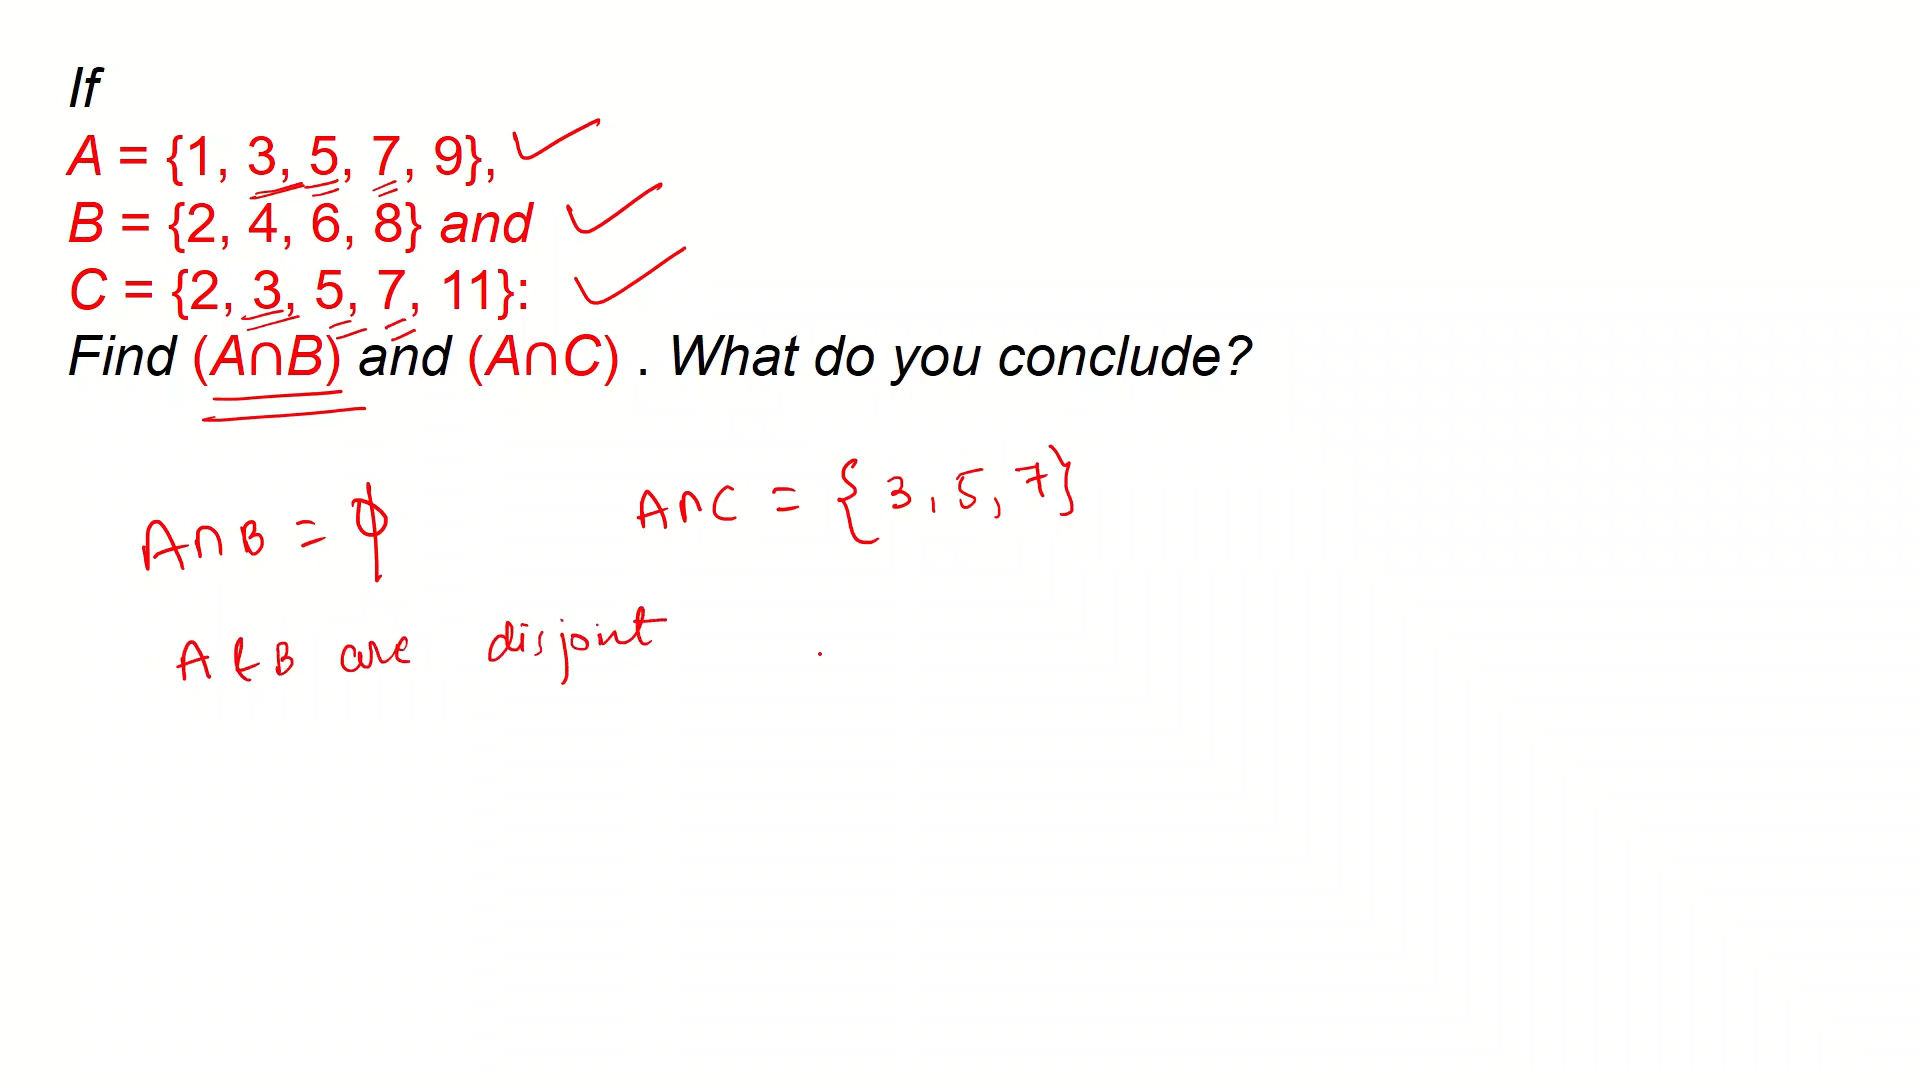 If
A = {1, 3, 5, 7, 9},
B = {2, 4, 6, 8} and
C = {2, 3, 5, 7, 11}:
Find (A∩B) and (A∩C) . What do you conclude?
A∩B = ϕ
A∩C = {3, 5, 7}
A & B are disjoint